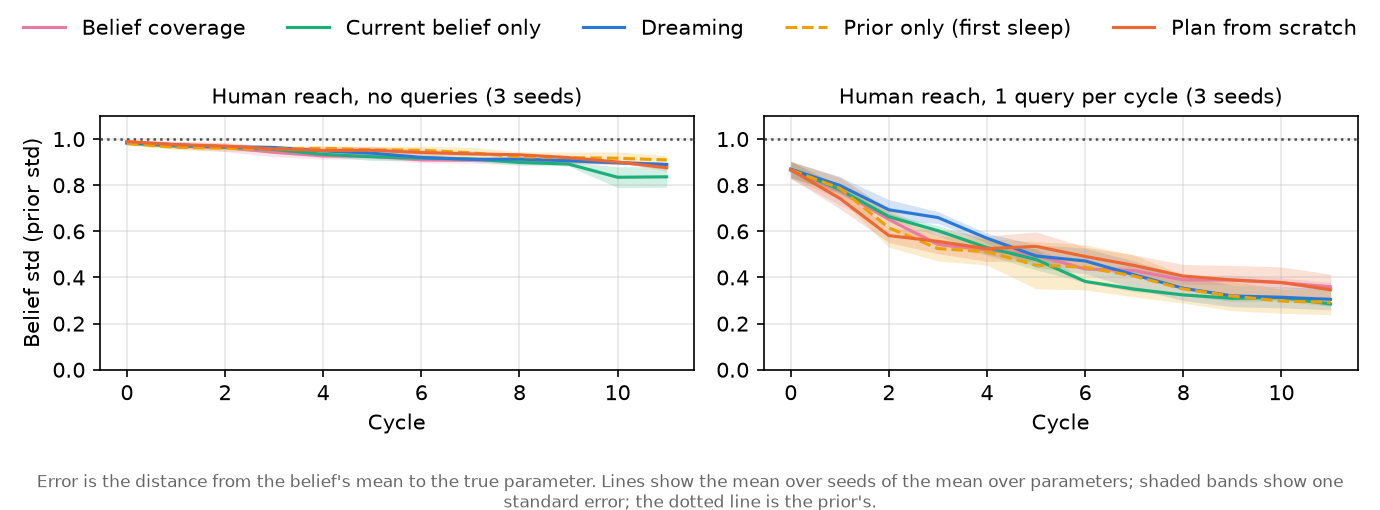 Belief coverage
Current belief only
Dreaming
Prior only (first sleep)
Plan from scratch
Human reach, no queries (3 seeds)
Belief std (prior std)
1.0
0.8
0.6
0.4
0.2
0.0
0 2 4 6 8 10
Cycle
Human reach, 1 query per cycle (3 seeds)
1.0
0.8
0.6
0.4
0.2
0.0
0 2 4 6 8 10
Cycle
Error is the distance from the belief's mean to the true parameter. Lines show the mean over seeds of the mean over parameters; shaded bands show one
standard error; the dotted line is the prior's.